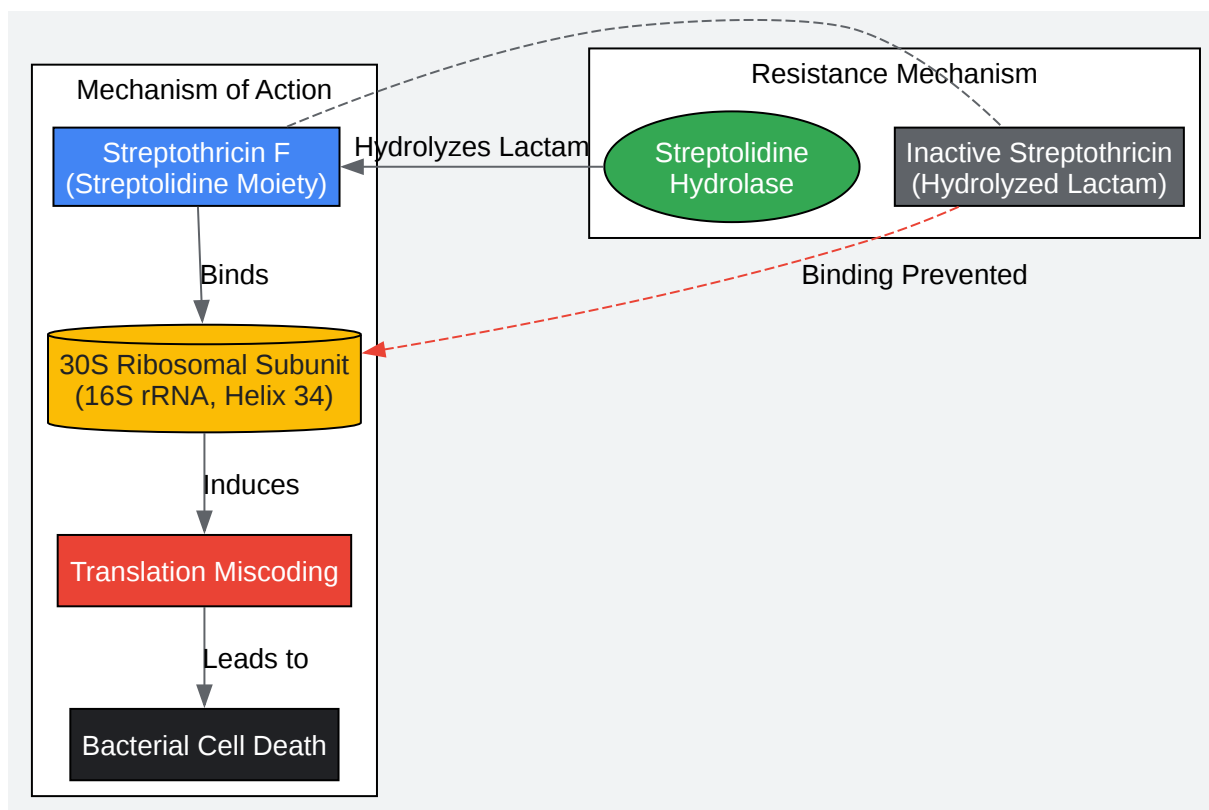 Mechanism of Action
Streptothricin F
(Streptolidine Moiety)
Binds
30S Ribosomal Subunit
(16S rRNA, Helix 34)
Induces
Translation Miscoding
Leads to
Bacterial Cell Death
Hydrolyzes Lactam
Resistance Mechanism
Streptolidine
Hydrolase
Inactive Streptothricin
(Hydrolyzed Lactam)
Binding Prevented